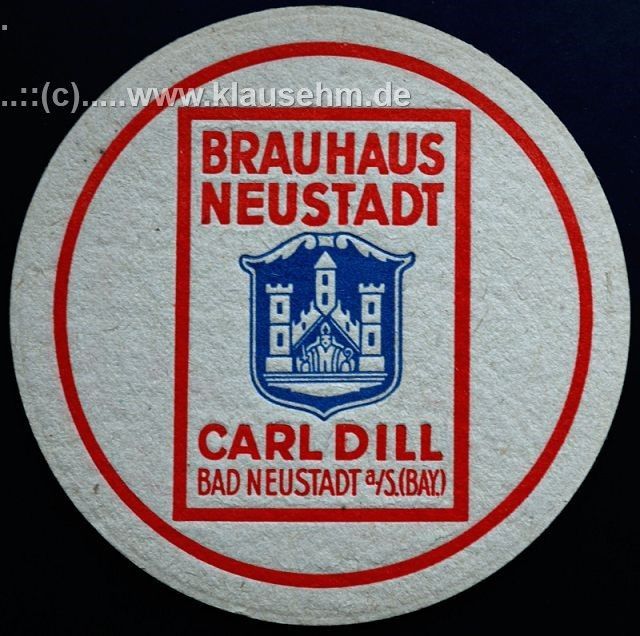 ..::(c).....www.klausehm.de
BRAUHAUS
NEUSTADT
CARL DILL
BAD NEUSTADT a/S.(BAY.)